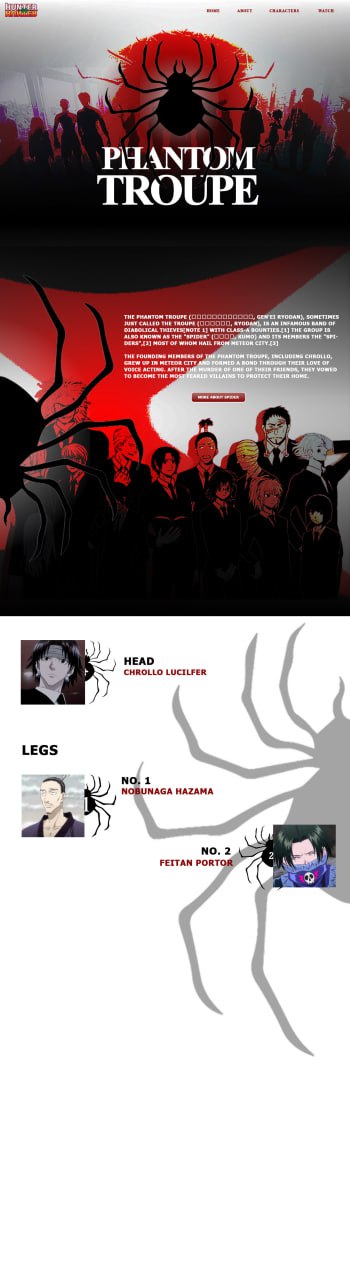 HUNTER
HOME ABOUT CHARACTERS WATCH
PHANTOM
TROUPE
THE PHANTOM TROUPE (□□□□□□□□□□□□□, GEN'EI RYODAN), SOMETIMES
JUST CALLED THE TROUPE (□□□□□□, RYODAN), IS AN INFAMOUS BAND OF
DIABOLICAL THIEVES[NOTE 1] WITH CLASS-A BOUNTIES.[1] THE GROUP IS
ALSO KNOWN AS THE "SPIDER" (□□□□, KUMO) AND ITS MEMBERS THE "SPI-
DERS",[2] MOST OF WHOM HAIL FROM METEOR CITY.[3]
THE FOUNDING MEMBERS OF THE PHANTOM TROUPE, INCLUDING CHROLLO,
GREW UP IN METEOR CITY AND FORMED A BOND THROUGH THEIR LOVE OF
VOICE ACTING. AFTER THE MURDER OF ONE OF THEIR FRIENDS, THEY VOWED
TO BECOME THE MOST FEARED VILLAINS TO PROTECT THEIR HOME.
MORE ABOUT SPIDER
HEAD
CHROLLO LUCILFER
LEGS
NO. 1
NOBUNAGA HAZAMA
NO. 2
FEITAN PORTOR
2